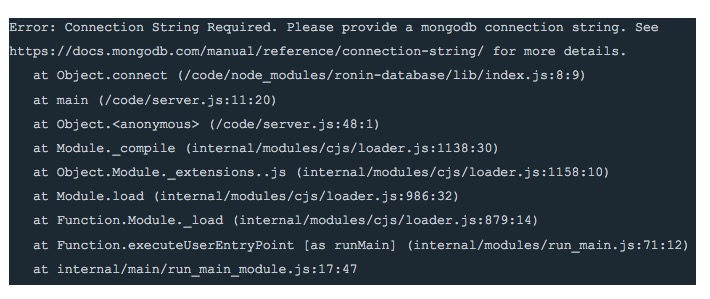 Error: Connection String Required. Please provide a mongodb connection string. See
https://docs.mongodb.com/manual/reference/connection-string/ for more details.
at Object.connect (/code/node_modules/ronin-database/lib/index.js:8:9)
at main (/code/server.js:11:20)
at Object.<anonymous> (/code/server.js:48:1)
at Module._compile (internal/modules/cjs/loader.js:1138:30)
at Object.Module._extensions..js (internal/modules/cjs/loader.js:1158:10)
at Module.load (internal/modules/cjs/loader.js:986:32)
at Function.Module._load (internal/modules/cjs/loader.js:879:14)
at Function.executeUserEntryPoint [as runMain] (internal/modules/run_main.js:71:12)
at internal/main/run_main_module.js:17:47